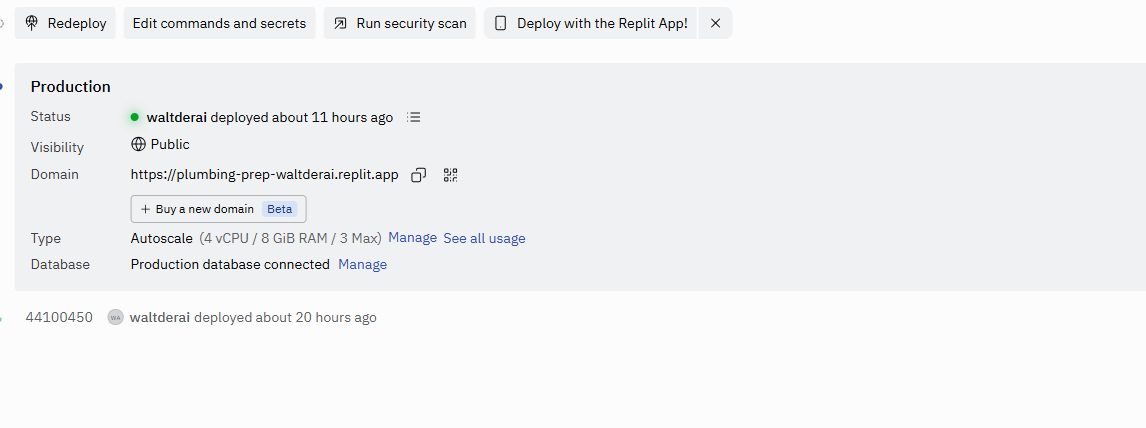 Redeploy Edit commands and secrets Run security scan Deploy with the Replit App!
Production
Status waltderai deployed about 11 hours ago
Visibility Public
Domain https://plumbing-prep-waltderai.replit.app
+ Buy a new domain Beta
Type Autoscale (4 vCPU / 8 GiB RAM / 3 Max) Manage See all usage
Database Production database connected Manage
44100450 WA waltderai deployed about 20 hours ago